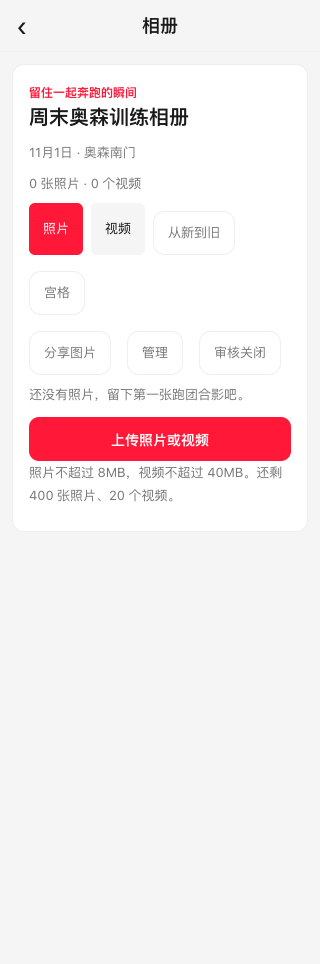 ‹ 相册
留住一起奔跑的瞬间
周末奥森训练相册
11月1日 · 奥森南门
0 张照片 · 0 个视频
照片 视频 从新到旧
宫格
分享图片 管理 审核关闭
还没有照片，留下第一张跑团合影吧。
上传照片或视频
照片不超过 8MB，视频不超过 40MB。还剩
400 张照片、20 个视频。